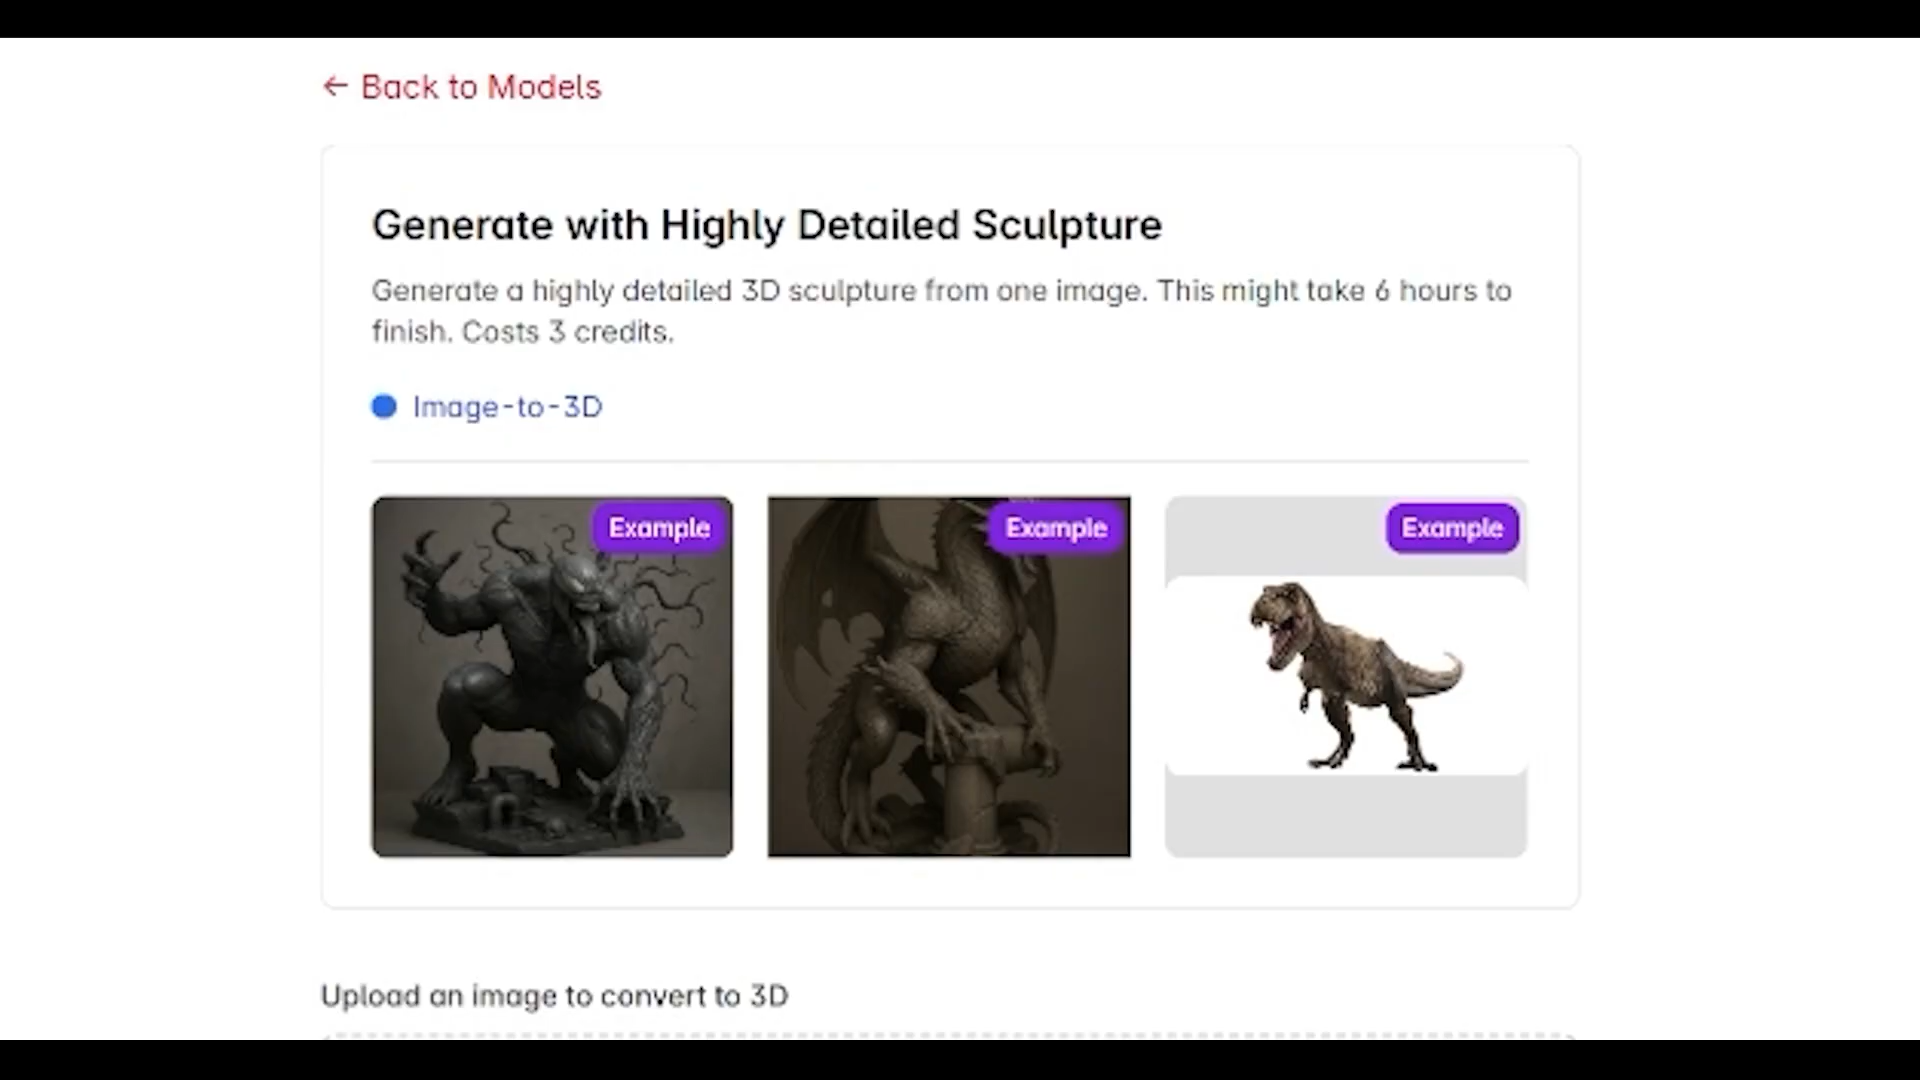 ← Back to Models
Generate with Highly Detailed Sculpture
Generate a highly detailed 3D sculpture from one image. This might take 6 hours to
finish. Costs 3 credits.
Image-to-3D
Example
Example
Example
Upload an image to convert to 3D